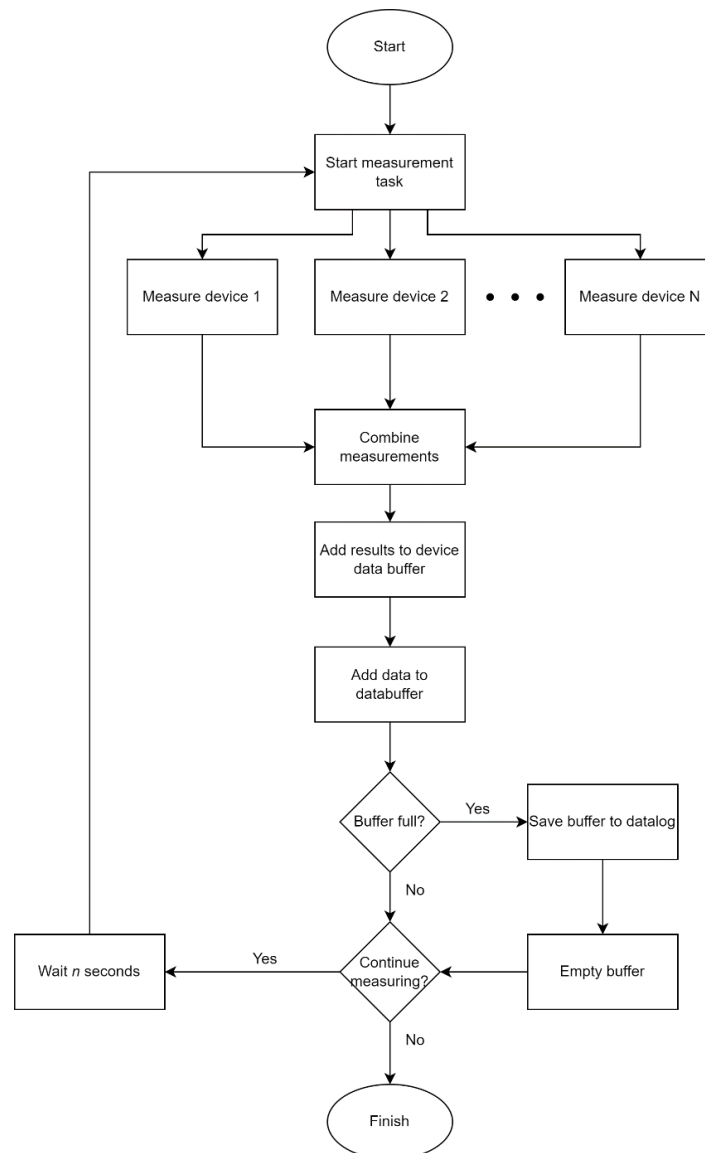 Start
Start measurement
task
Measure device 1
Measure device 2
Measure device N
Combine
measurements
Add results to device
data buffer
Add data to
databuffer
Buffer full?
Yes
Save buffer to datalog
No
Wait n seconds
Yes
Continue
measuring?
Empty buffer
No
Finish